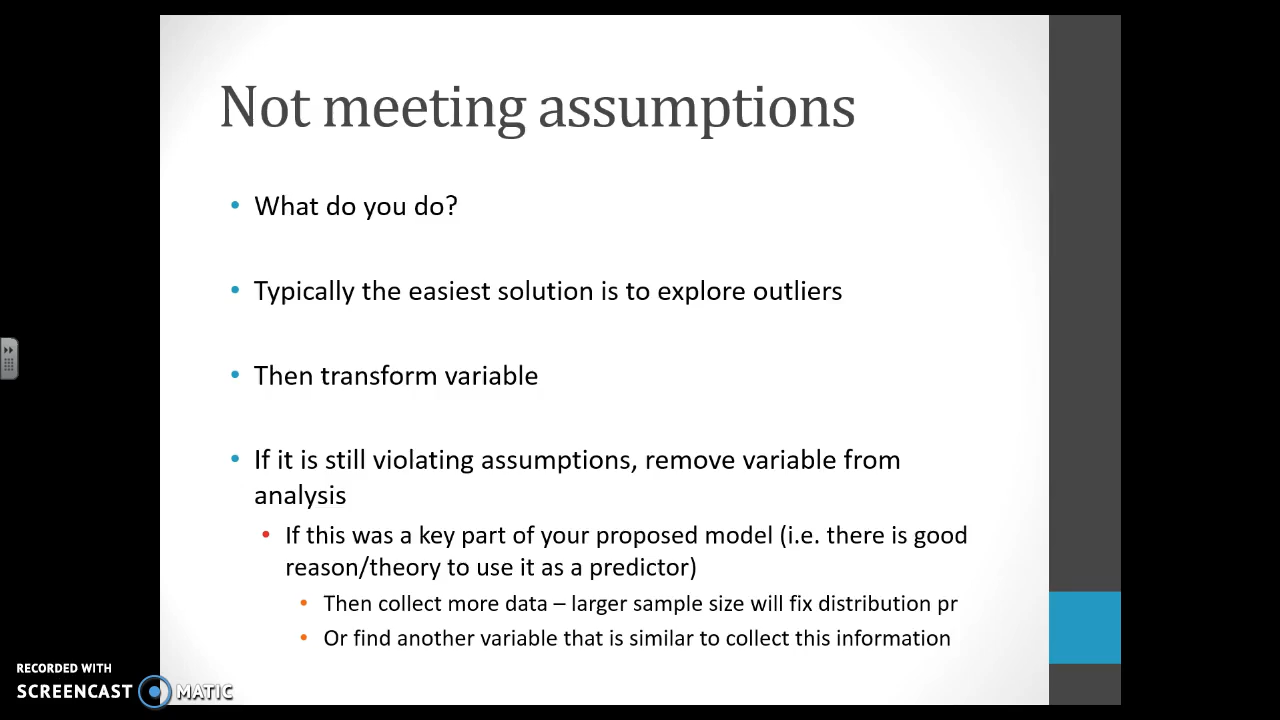 Not meeting assumptions
• What do you do?
• Typically the easiest solution is to explore outliers
• Then transform variable
• If it is still violating assumptions, remove variable from
analysis
• If this was a key part of your proposed model (i.e. there is good
reason/theory to use it as a predictor)
• Then collect more data – larger sample size will fix distribution pr
• Or find another variable that is similar to collect this information
RECORDED WITH
SCREENCAST MATIC